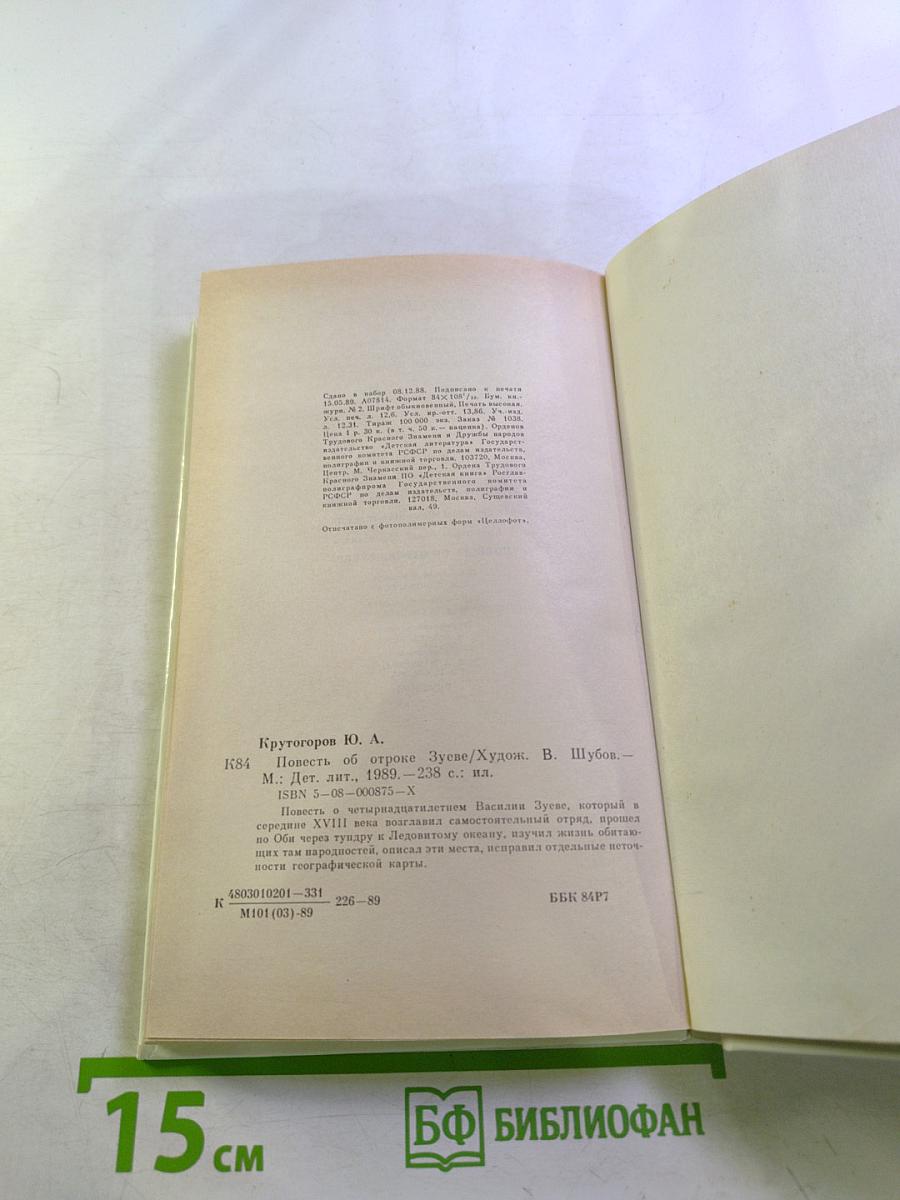 Сдано в набор 08.12.88. Подписано к печати
15.05.89. А07814. Формат 84×108¹/₃₂. Бум. кн.-
журн. № 2. Шрифт обыкновенный. Печать высокая.
Усл. печ. л. 12,6. Усл. кр.-отт. 13,86. Уч.-изд.
л. 12,31. Тираж 100 000 экз. Заказ № 1038.
Цена 1 р. 30 к. (в т. ч. 50 к.— наценка). Орденов
Трудового Красного Знамени и Дружбы народов
издательство «Детская литература» Государст-
венного комитета РСФСР по делам издательств,
полиграфии и книжной торговли. 103720, Москва,
Центр, М. Черкасский пер., 1. Ордена Трудового
Красного Знамени ПО «Детская книга» Росглав-
полиграфпрома Государственного комитета
РСФСР по делам издательств, полиграфии и
книжной торговли. 127018, Москва, Сущевский
вал, 49.
Отпечатано с фотополимерных форм «Целлофот».
Крутогоров Ю. А.
К84 Повесть об отроке Зуеве/Худож. В. Шубов.—
М.: Дет. лит., 1989.—238 с.: ил.
ISBN 5—08—000875—X
Повесть о четырнадцатилетнем Василии Зуеве, который в
середине XVIII века возглавил самостоятельный отряд, прошел
по Оби через тундру к Ледовитому океану, изучил жизнь обитаю-
щих там народностей, описал эти места, исправил отдельные неточ-
ности географической карты.
К 4803010201—331 226—89
М101(03)-89
ББК 84Р7
15 см
БФ БИБЛИОФАН